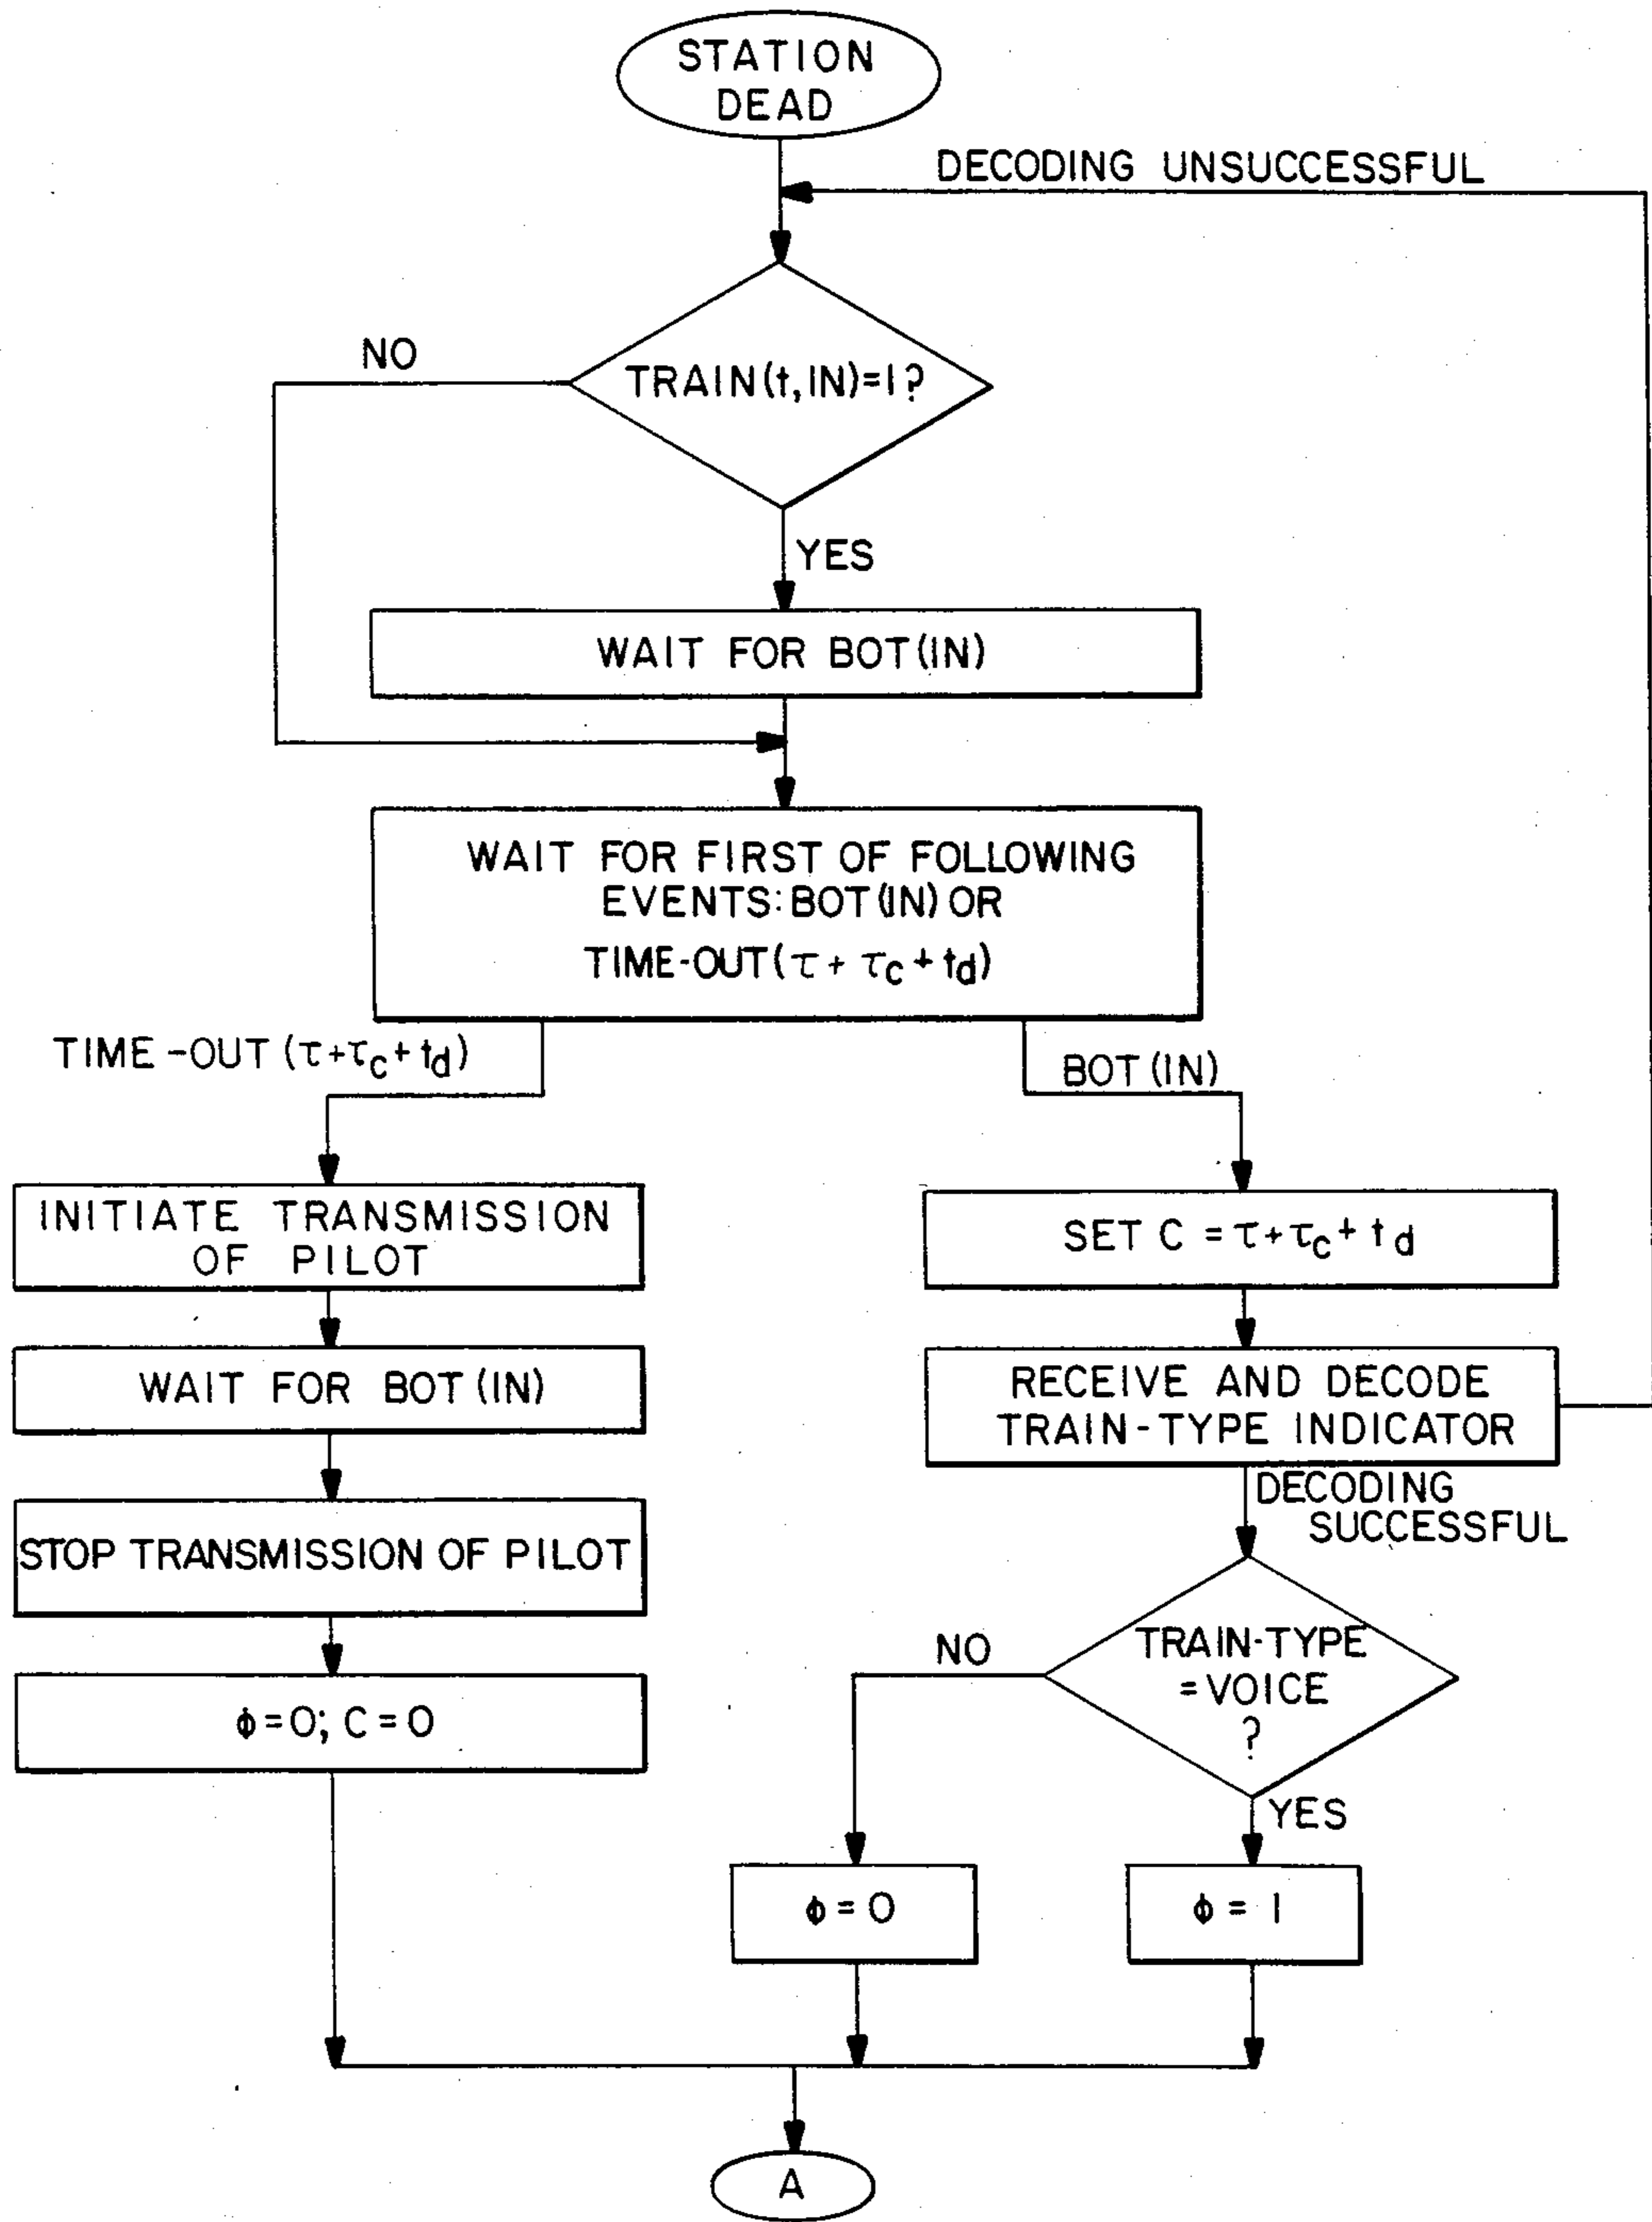 STATION
DEAD
DECODING UNSUCCESSFUL
NO
TRAIN(t,IN)=1?
YES
WAIT FOR BOT(IN)
WAIT FOR FIRST OF FOLLOWING
EVENTS:BOT(IN) OR
TIME-OUT(τ + τc + td)
TIME-OUT (τ+τc+td)
BOT(IN)
INITIATE TRANSMISSION
OF PILOT
SET C = τ+τc+ td
WAIT FOR BOT(IN)
RECEIVE AND DECODE
TRAIN-TYPE INDICATOR
DECODING
SUCCESSFUL
STOP TRANSMISSION OF PILOT
NO
TRAIN-TYPE
=VOICE
?
ϕ=0; C=0
YES
ϕ = 0
ϕ = 1
A